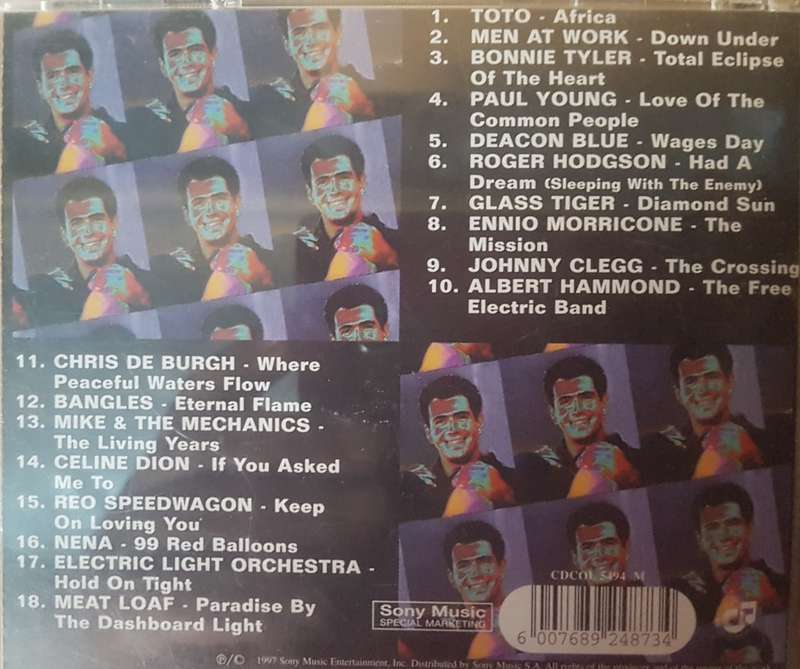 1. TOTO - Africa
2. MEN AT WORK - Down Under
3. BONNIE TYLER - Total Eclipse
Of The Heart
4. PAUL YOUNG - Love Of The
Common People
5. DEACON BLUE - Wages Day
6. ROGER HODGSON - Had A
Dream (Sleeping With The Enemy)
7. GLASS TIGER - Diamond Sun
8. ENNIO MORRICONE - The
Mission
9. JOHNNY CLEGG - The Crossing
10. ALBERT HAMMOND - The Free
Electric Band
11. CHRIS DE BURGH - Where
Peaceful Waters Flow
12. BANGLES - Eternal Flame
13. MIKE & THE MECHANICS -
The Living Years
14. CELINE DION - If You Asked
Me To
15. REO SPEEDWAGON - Keep
On Loving You
16. NENA - 99 Red Balloons
17. ELECTRIC LIGHT ORCHESTRA -
Hold On Tight
18. MEAT LOAF - Paradise By
The Dashboard Light
Sony Music
SPECIAL MARKETING
CDCOL 5494 M
6 007689 248734
℗/© 1997 Sony Music Entertainment, Inc. Distributed by Sony Music S.A. All rights of the